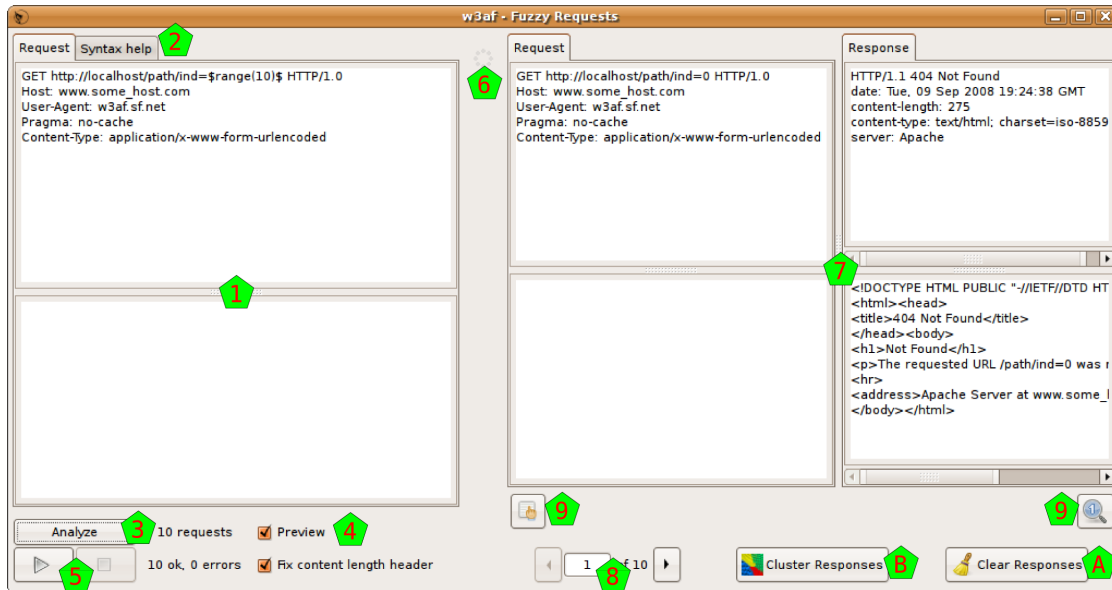 w3af - Fuzzy Requests
Request
Syntax help
2
GET http://localhost/path/ind=$range(10)$ HTTP/1.0
Host: www.some_host.com
User-Agent: w3af.sf.net
Pragma: no-cache
Content-Type: application/x-www-form-urlencoded
1
6
Request
GET http://localhost/path/ind=0 HTTP/1.0
Host: www.some_host.com
User-Agent: w3af.sf.net
Pragma: no-cache
Content-Type: application/x-www-form-urlencoded
Response
HTTP/1.1 404 Not Found
date: Tue, 09 Sep 2008 19:24:38 GMT
content-length: 275
content-type: text/html; charset=iso-8859
server: Apache
7
<!DOCTYPE HTML PUBLIC "-//IETF//DTD HT
<html><head>
<title>404 Not Found</title>
</head><body>
<h1>Not Found</h1>
<p>The requested URL /path/ind=0 was
<hr>
<address>Apache Server at www.some_
</body></html>
Analyze
3
10 requests
Preview
4
9
9
1
5
10 ok, 0 errors
Fix content length header
1
8
of 10
Cluster Responses
B
Clear Responses
A